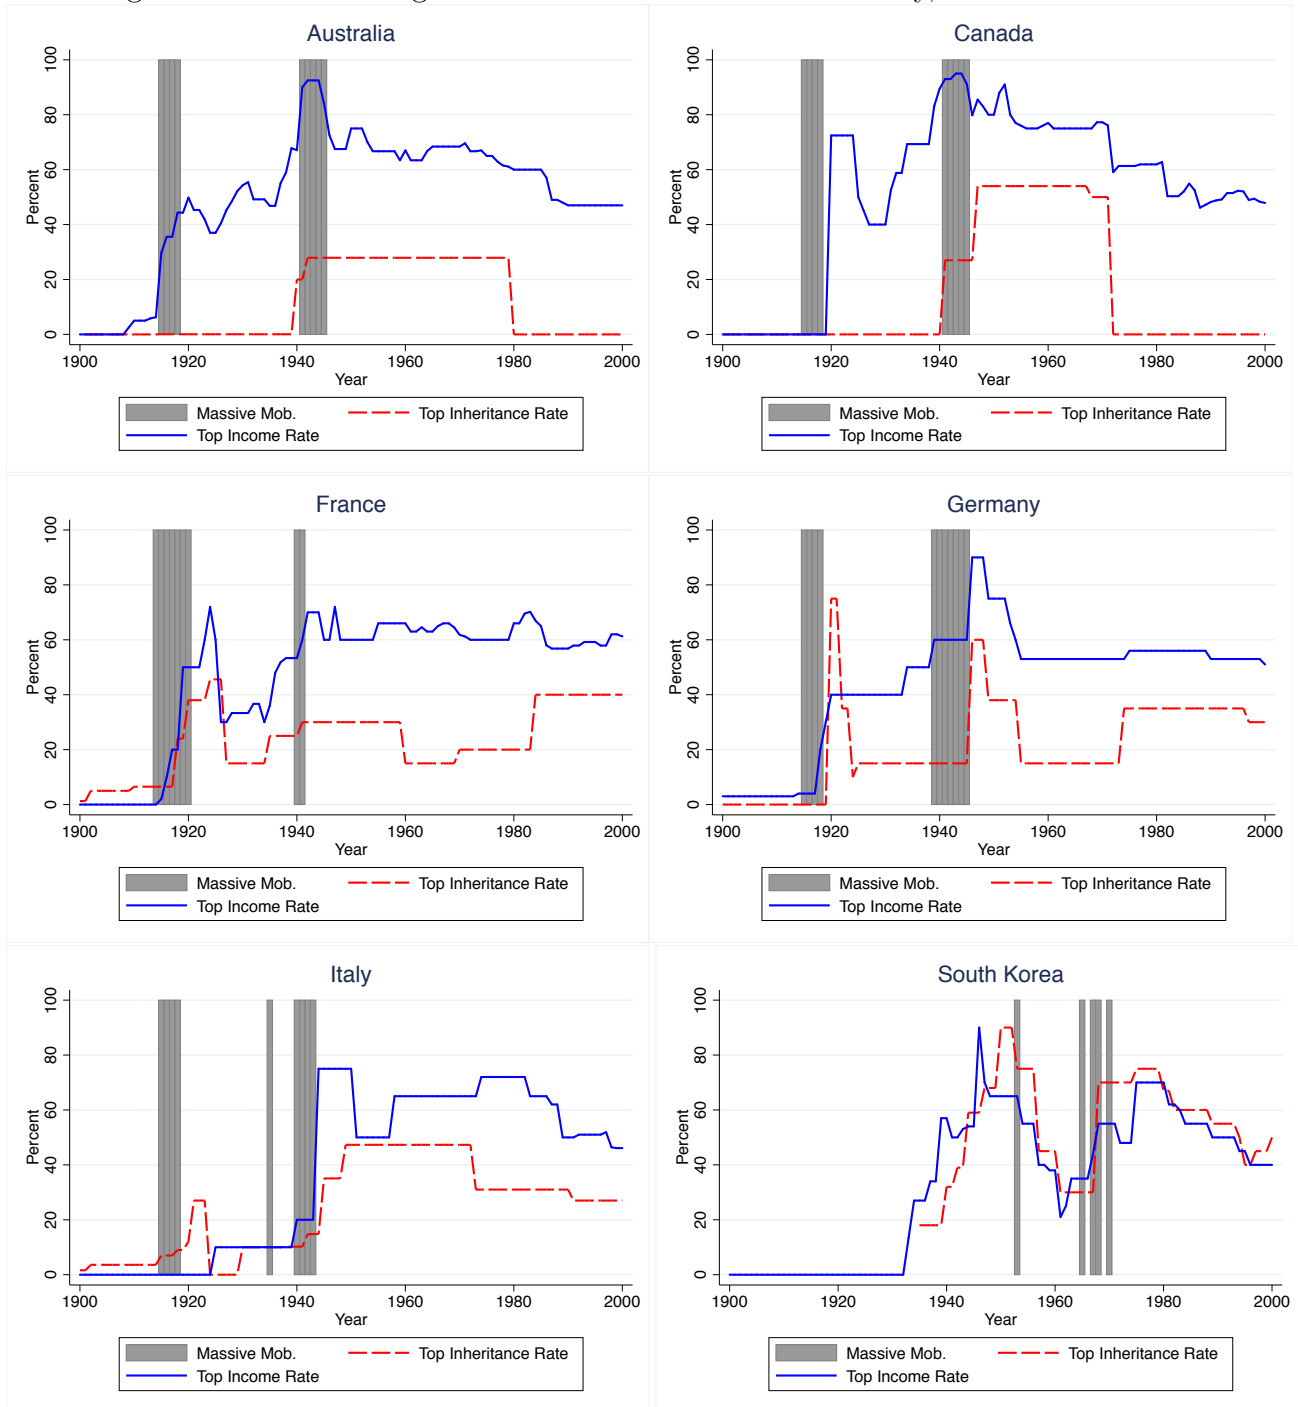 Australia
Percent
0 20 40 60 80 100
1900 1920 1940 1960 1980 2000
Year
Massive Mob. Top Inheritance Rate
Top Income Rate
Canada
Percent
0 20 40 60 80 100
1900 1920 1940 1960 1980 2000
Year
Massive Mob. Top Inheritance Rate
Top Income Rate
France
Percent
0 20 40 60 80 100
1900 1920 1940 1960 1980 2000
Year
Massive Mob. Top Inheritance Rate
Top Income Rate
Germany
Percent
0 20 40 60 80 100
1900 1920 1940 1960 1980 2000
Year
Massive Mob. Top Inheritance Rate
Top Income Rate
Italy
Percent
0 20 40 60 80 100
1900 1920 1940 1960 1980 2000
Year
Massive Mob. Top Inheritance Rate
Top Income Rate
South Korea
Percent
0 20 40 60 80 100
1900 1920 1940 1960 1980 2000
Year
Massive Mob. Top Inheritance Rate
Top Income Rate